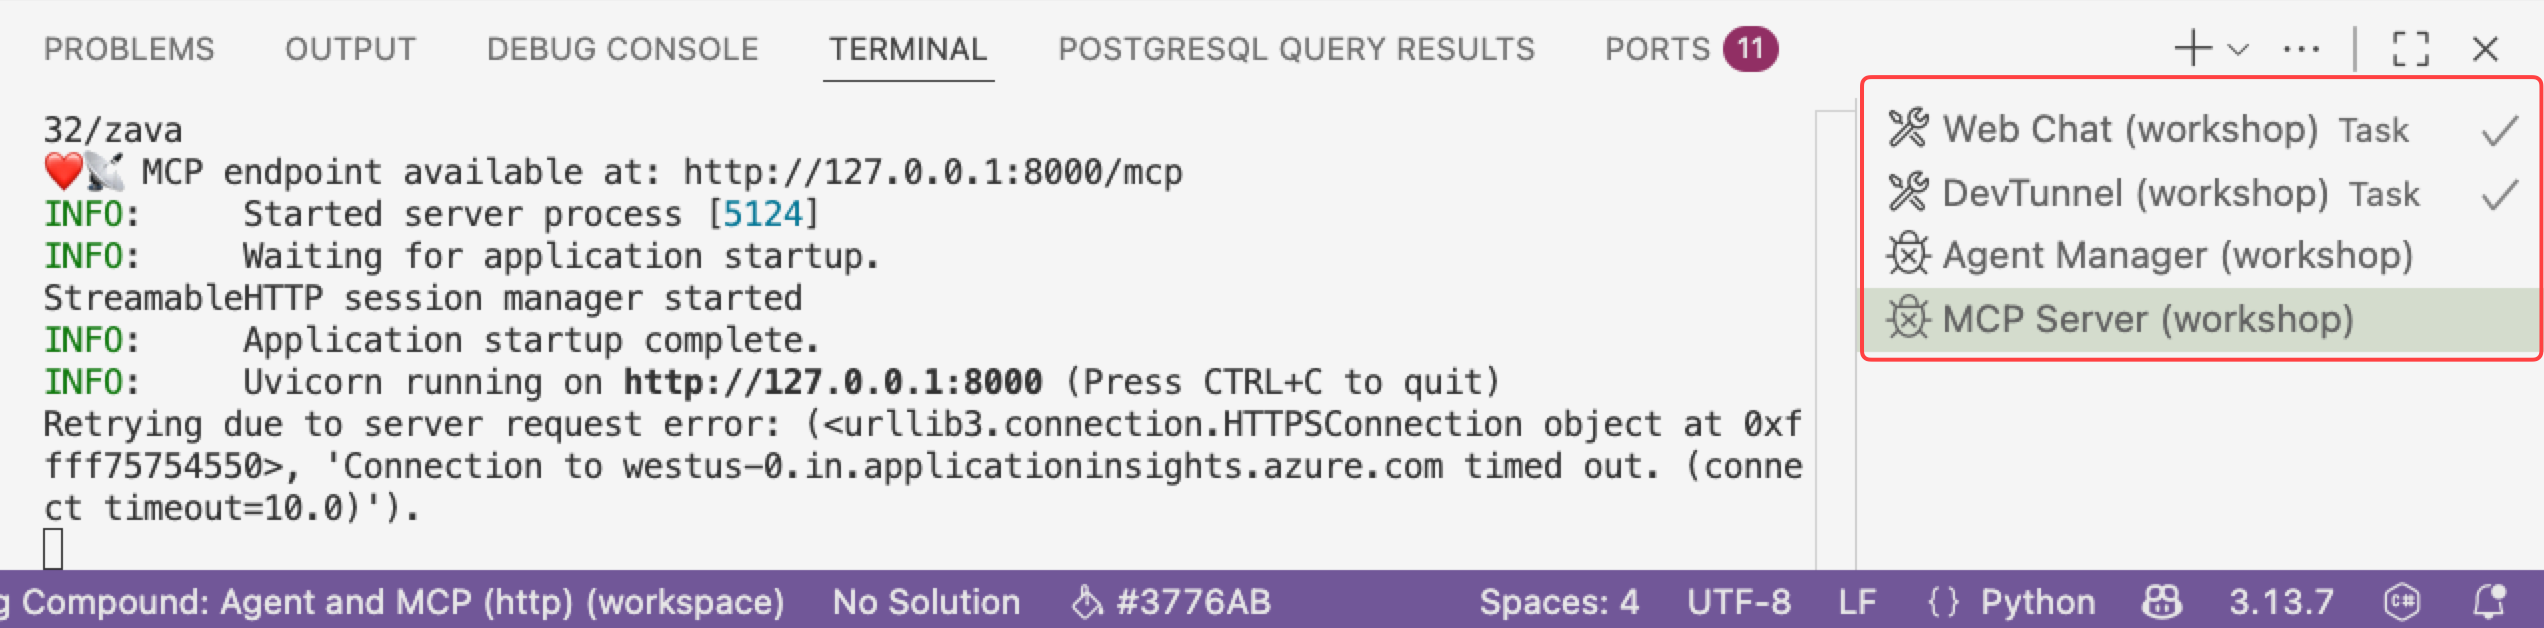 PROBLEMS OUTPUT DEBUG CONSOLE TERMINAL POSTGRESQL QUERY RESULTS PORTS 11
32/zava
❤️📡 MCP endpoint available at: http://127.0.0.1:8000/mcp
INFO:     Started server process [5124]
INFO:     Waiting for application startup.
StreamableHTTP session manager started
INFO:     Application startup complete.
INFO:     Uvicorn running on http://127.0.0.1:8000 (Press CTRL+C to quit)
Retrying due to server request error: (<urllib3.connection.HTTPSConnection object at 0xf
fff75754550>, 'Connection to westus-0.in.applicationinsights.azure.com timed out. (conne
ct timeout=10.0)').
Web Chat (workshop) Task
DevTunnel (workshop) Task
Agent Manager (workshop)
MCP Server (workshop)
g Compound: Agent and MCP (http) (workspace) No Solution #3776AB Spaces: 4 UTF-8 LF {} Python 3.13.7 C#